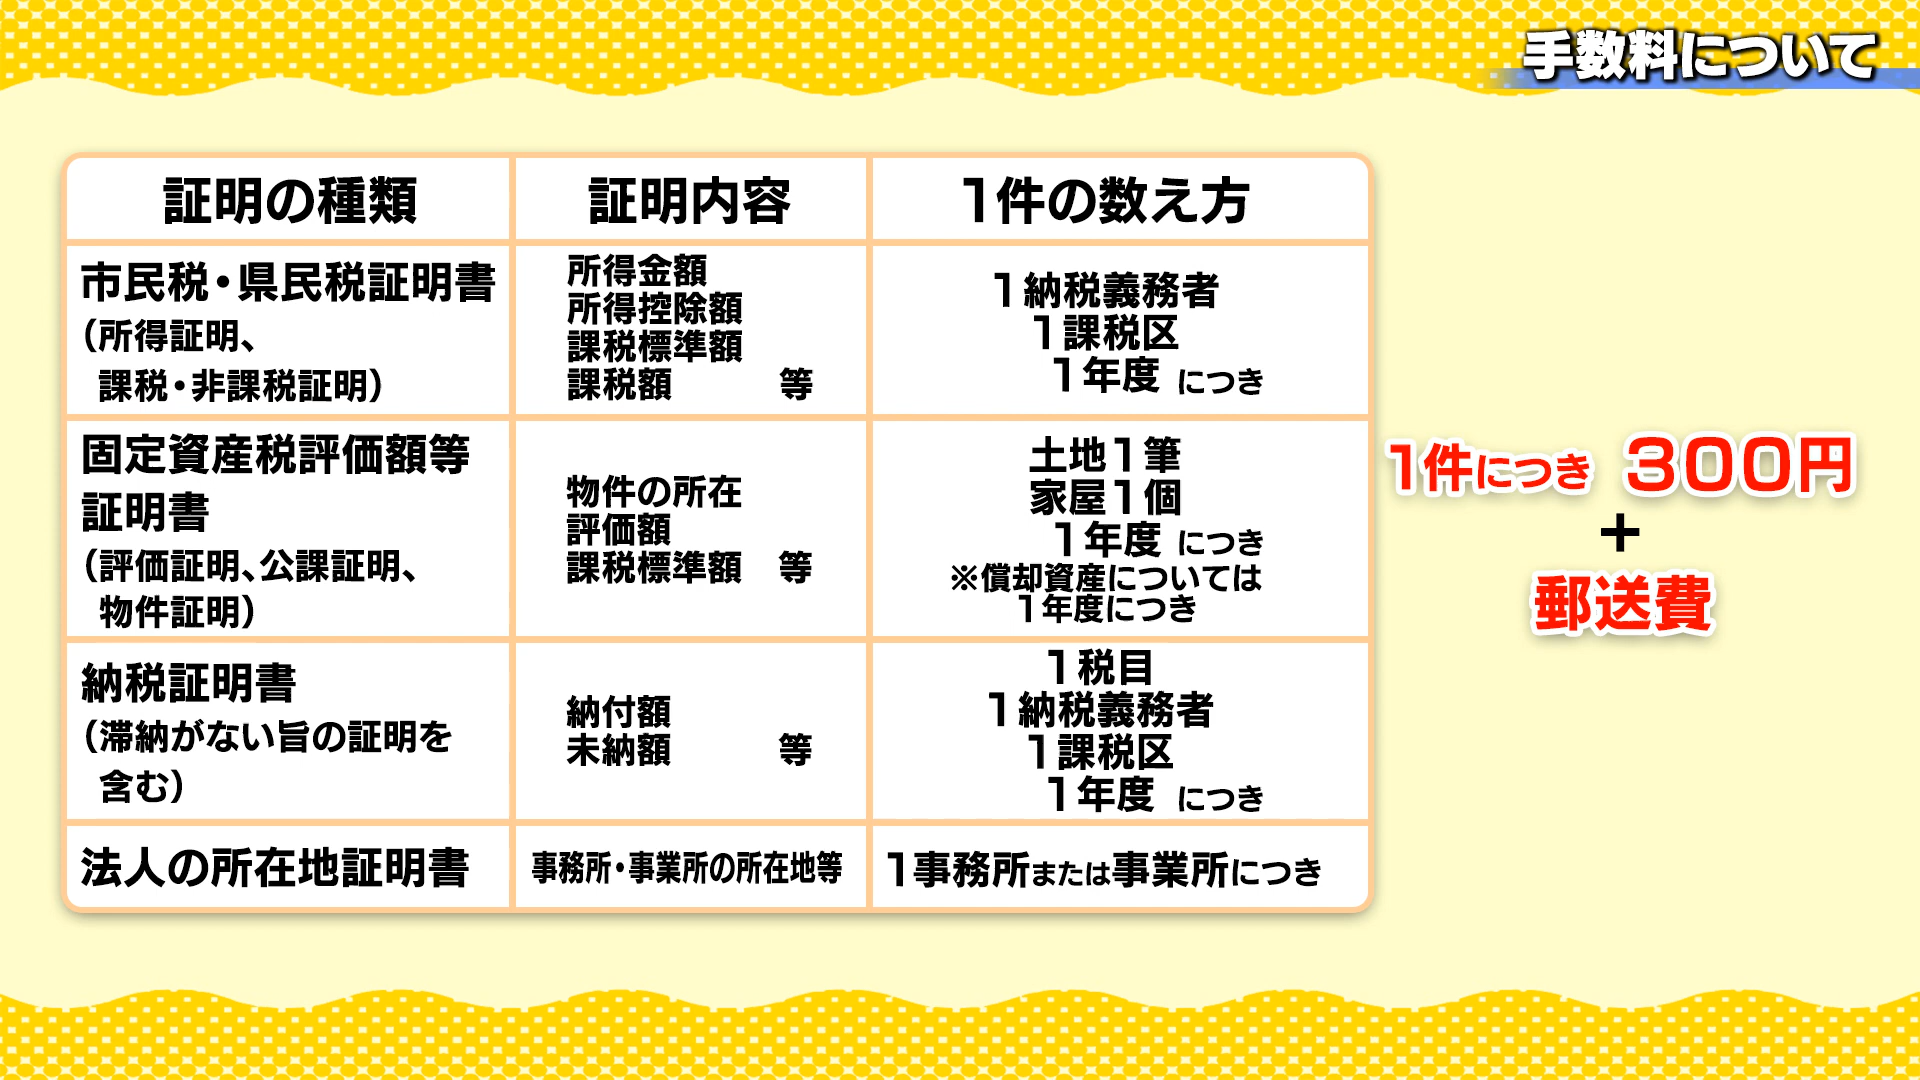 手数料について
証明の種類 証明内容 1件の数え方
市民税・県民税証明書
（所得証明、
課税・非課税証明）
所得金額
所得控除額
課税標準額
課税額 等
1納税義務者
1課税区
1年度 につき
固定資産税評価額等
証明書
（評価証明、公課証明、
物件証明）
物件の所在
評価額
課税標準額 等
土地1筆
家屋1個
1年度 につき
※償却資産については
1年度につき
納税証明書
（滞納がない旨の証明を
含む）
納付額
未納額 等
1税目
1納税義務者
1課税区
1年度 につき
法人の所在地証明書
事務所・事業所の所在地等
1事務所または事業所につき
1件につき 300円
+
郵送費